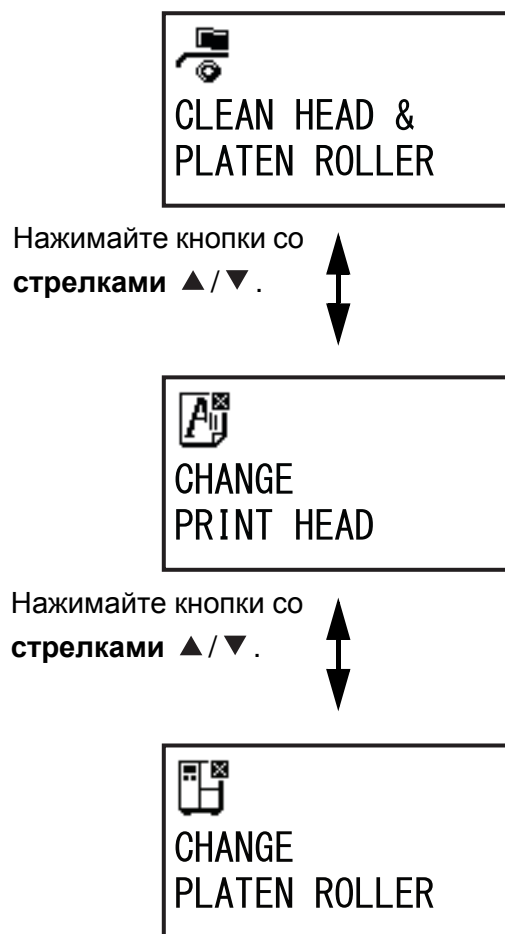 CLEAN HEAD &
PLATEN ROLLER
Нажимайте кнопки со
стрелками ▲/▼.
CHANGE
PRINT HEAD
Нажимайте кнопки со
стрелками ▲/▼.
CHANGE
PLATEN ROLLER